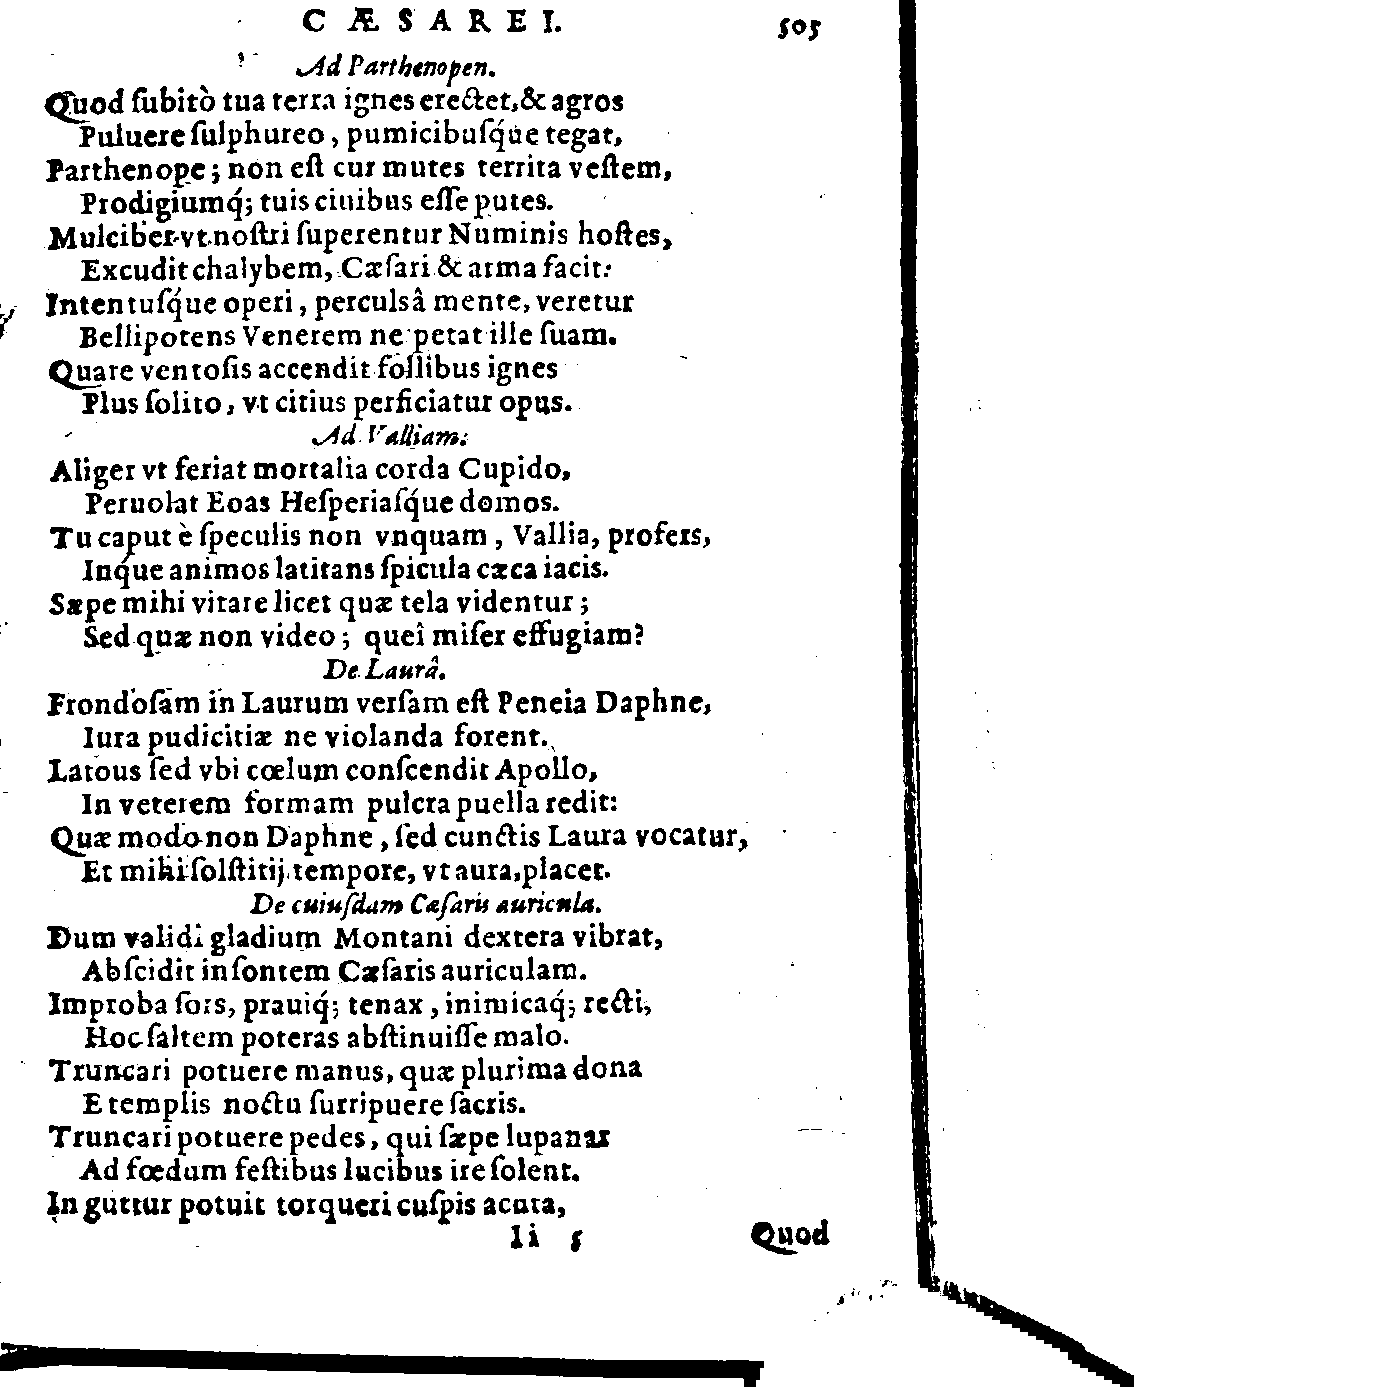 CÆSAREI. 505
Ad Parthenopen.
Quod ſubitò tua terra ignes eructet,& agros
Puluere ſulphureo, pumicibuſq́ue tegat,
Parthenope; non eſt cur mutes territa veſtem,
Prodigiumq́; tuis ciuibus eſſe putes.
Mulciber vt noſtri ſuperentur Numinis hoſtes,
Excudit chalybem, Cæſari & arma facit:
Intentuſq́ue operi, perculsâ mente, veretur
Bellipotens Venerem ne petat ille ſuam.
Quare ventoſis accendit follibus ignes
Plus ſolito, vt citius perficiatur opus.
Ad Valliam.
Aliger vt feriat mortalia corda Cupido,
Peruolat Eoas Heſperiaſq́ue domos.
Tu caput è ſpeculis non vnquam, Vallia, profers,
Inq́ue animos latitans ſpicula cæca iacis.
Sæpe mihi vitare licet quæ tela videntur;
Sed quæ non video; queî miſer effugiam?
De Laurâ.
Frondoſam in Laurum verſam eſt Peneia Daphne,
Iura pudicitiæ ne violanda forent.
Latous ſed vbi cœlum conſcendit Apollo,
In veterem formam pulcra puella redit:
Quæ modo non Daphne, ſed cunctis Laura vocatur,
Et mihi ſolſtitij tempore, vt aura, placet.
De cuiuſdam Cæſaris auricula.
Dum validi gladium Montani dextera vibrat,
Abſcidit inſontem Cæſaris auriculam.
Improba ſors, prauiq́; tenax, inimicaq́; recti,
Hoc ſaltem poteras abſtinuiſſe malo.
Truncari potuere manus, quæ plurima dona
E templis noctu ſurripuere ſacris.
Truncari potuere pedes, qui ſæpe lupanar
Ad fœdum feſtibus lucibus ire ſolent.
In guttur potuit torqueri cuſpis acuta,
Ii 5 Quod